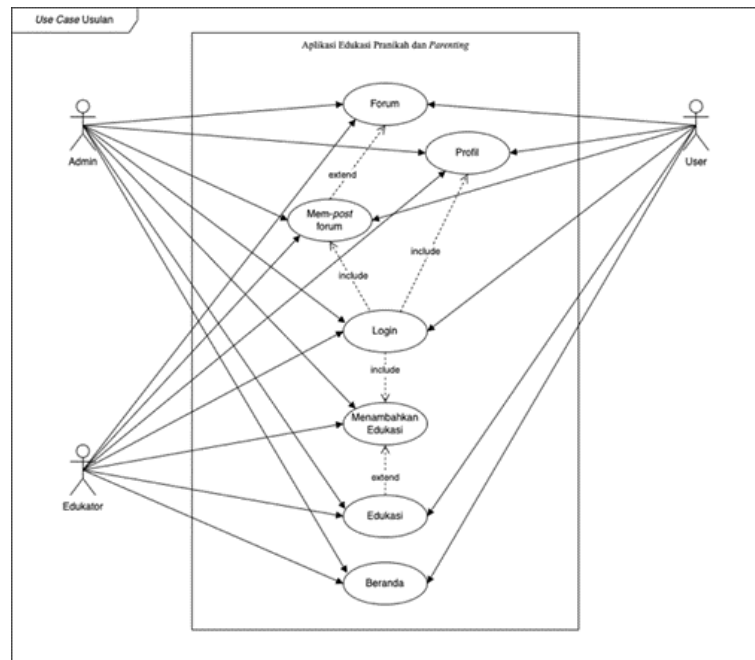 Use Case Usulan
Aplikasi Edukasi Pranikah dan Parenting
Forum
Admin
User
Profil
extend
Mem-post
forum
include
include
Login
include
Menambahkan
Edukasi
Edukator
extend
Edukasi
Beranda